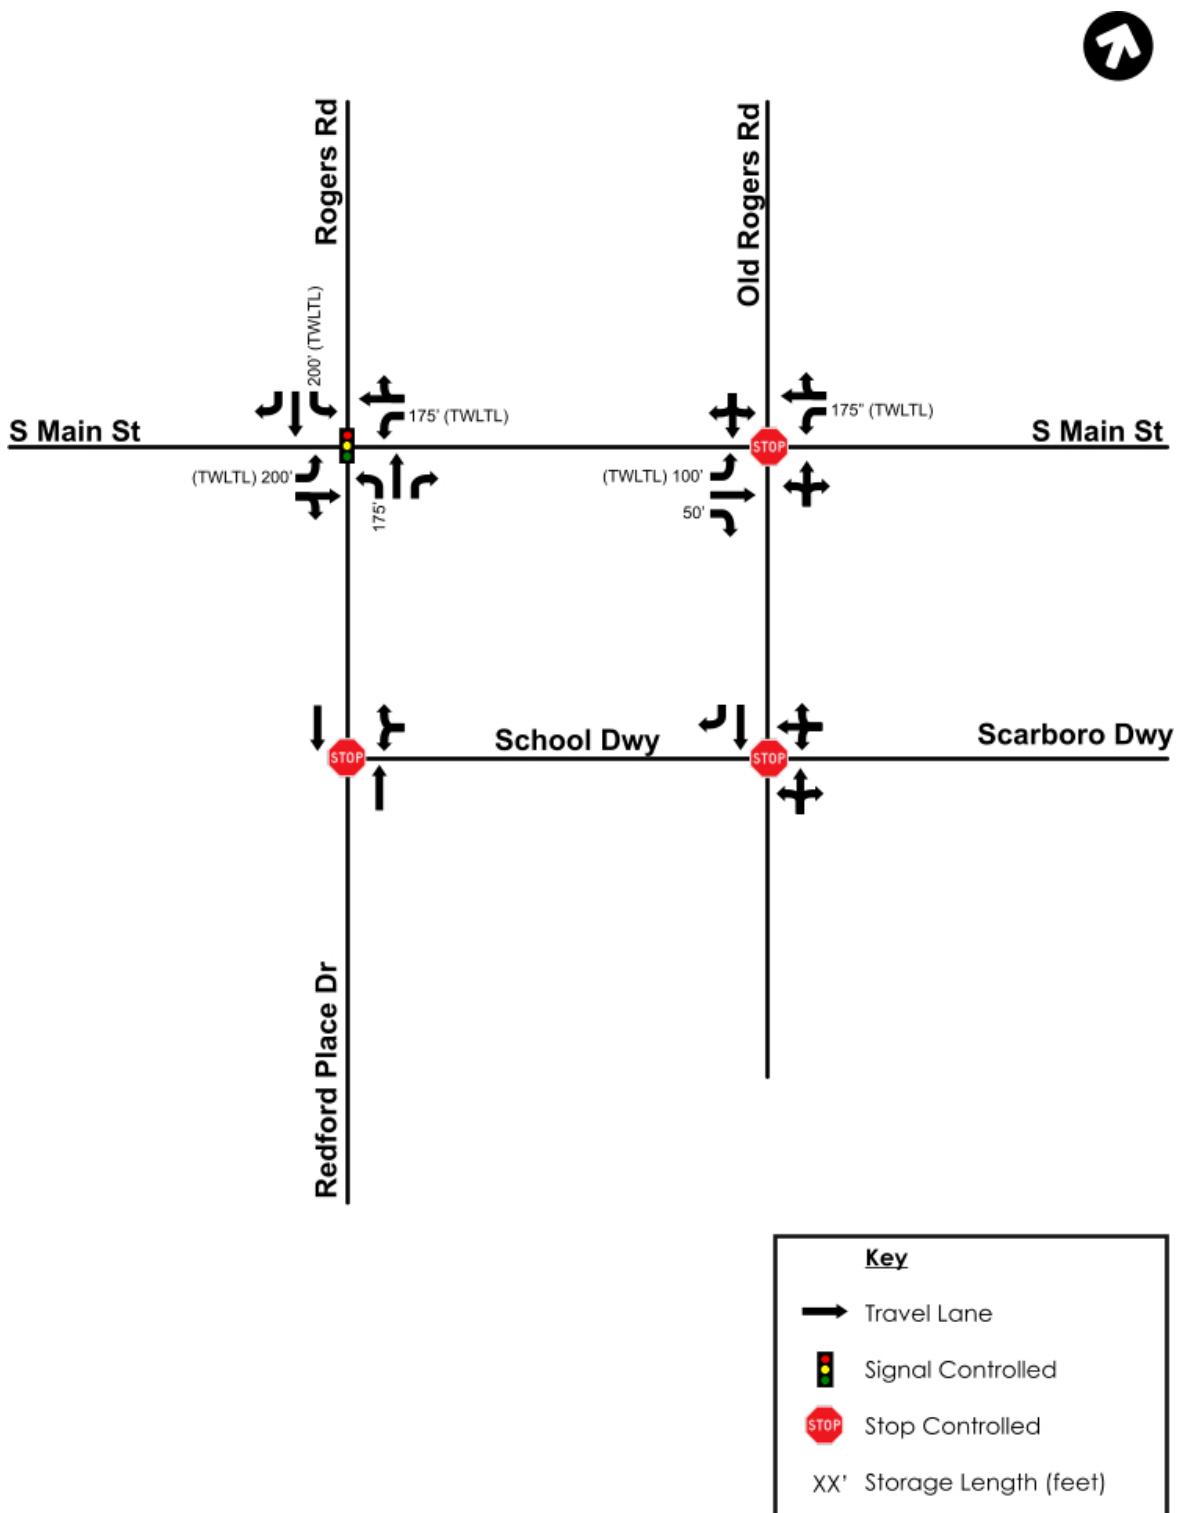 Rogers Rd
Old Rogers Rd
200' (TWLTL)
175' (TWLTL)
175" (TWLTL)
S Main St
S Main St
STOP
(TWLTL) 200'
175'
(TWLTL) 100'
50'
School Dwy
Scarboro Dwy
STOP
STOP
Redford Place Dr
Key
Travel Lane
Signal Controlled
STOP
Stop Controlled
XX' Storage Length (feet)